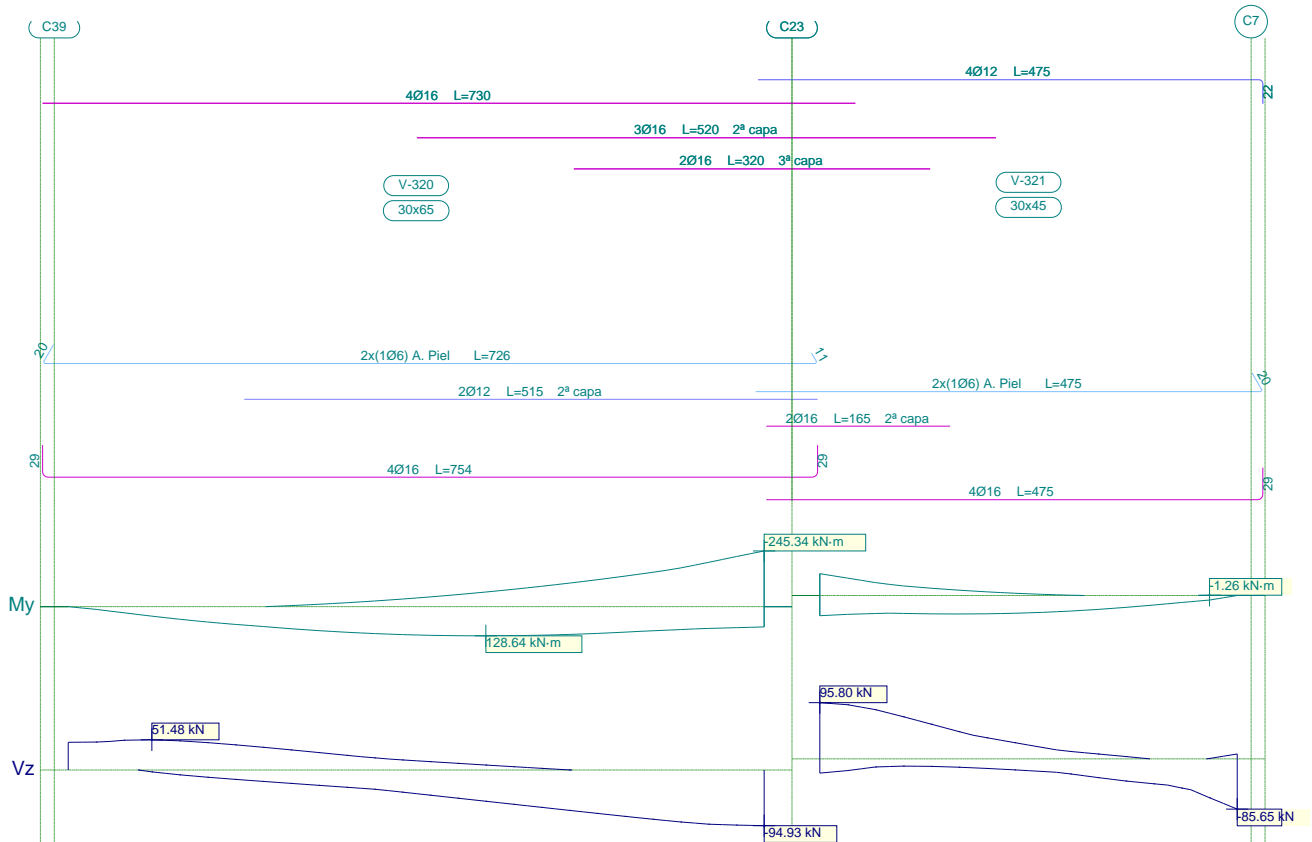 C39
C23
C7
4Ø12 L=475
22
4Ø16 L=730
3Ø16 L=520 2ª capa
2Ø16 L=320 3ª capa
V-320
30x65
V-321
30x45
20
2x(1Ø6) A. Piel L=726
11
2x(1Ø6) A. Piel L=475
20
2Ø12 L=515 2ª capa
2Ø16 L=165 2ª capa
29
4Ø16 L=754
29
4Ø16 L=475
29
-245.34 kN·m
-1.26 kN·m
My
128.64 kN·m
95.80 kN
51.48 kN
Vz
-85.65 kN
-94.93 kN